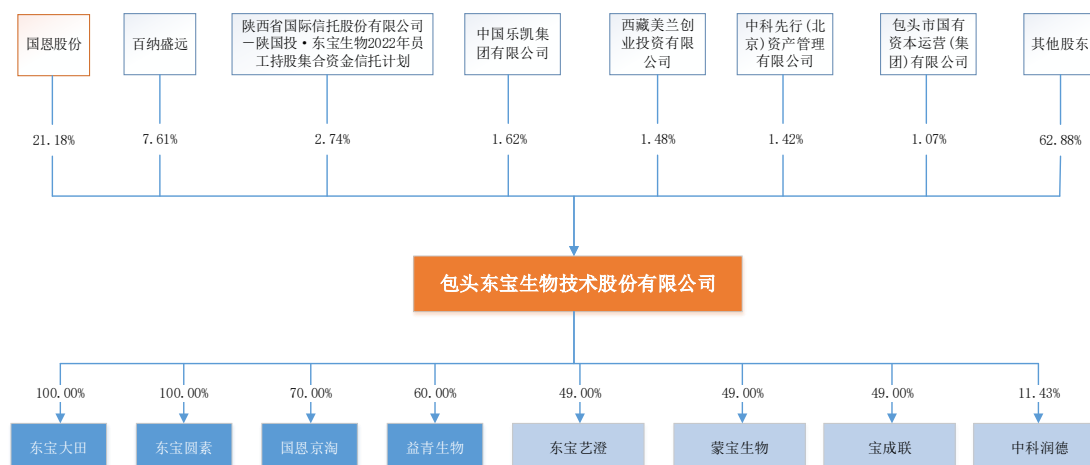 国恩股份
百纳盛远
陕西省国际信托股份有限公司
－陕国投·东宝生物2022年员
工持股集合资金信托计划
中国乐凯集
团有限公司
西藏美兰创
业投资有限
公司
中科先行(北
京)资产管理
有限公司
包头市国有
资本运营(集
团)有限公司
其他股东
21.18%
7.61%
2.74%
1.62%
1.48%
1.42%
1.07%
62.88%
包头东宝生物技术股份有限公司
100.00%
100.00%
70.00%
60.00%
49.00%
49.00%
49.00%
11.43%
东宝大田
东宝圆素
国恩京淘
益青生物
东宝艺澄
蒙宝生物
宝成联
中科润德